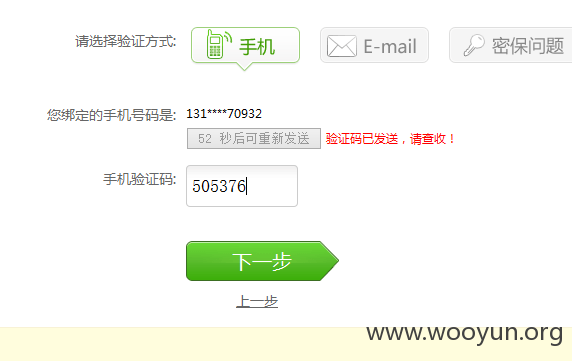 请选择验证方式: 手机 E-mail 密保问题
您绑定的手机号码是: 131****70932
52 秒后可重新发送 验证码已发送，请查收！
手机验证码: 505376
下一步
上一步
www.wooyun.org